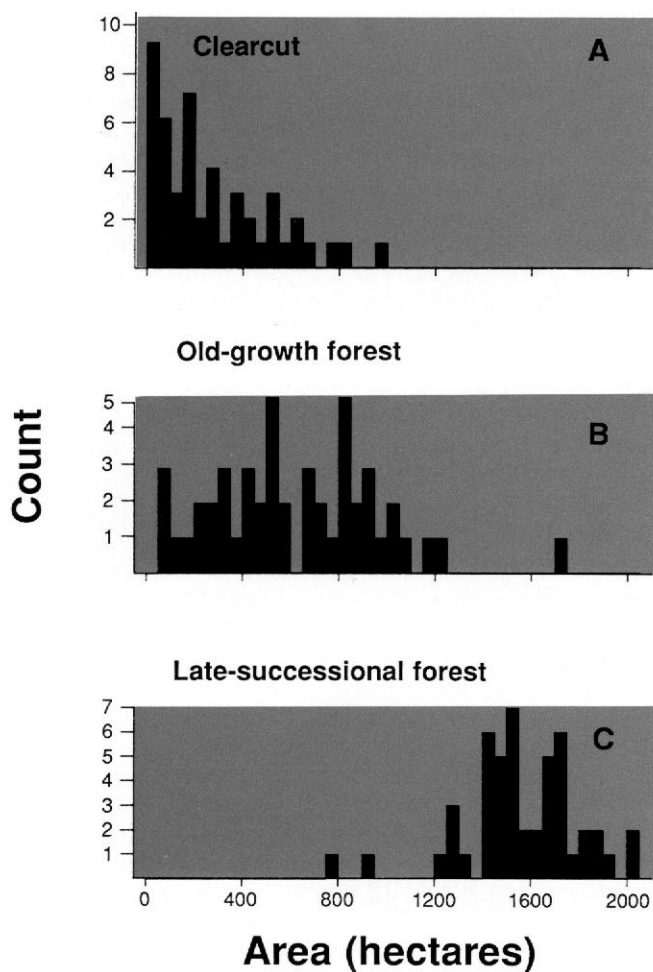 10
Clearcut
A
8
6
4
2
Old-growth forest
Count
5
B
4
3
2
1
Late-successional forest
7
C
6
5
4
3
2
1
0 400 800 1200 1600 2000
Area (hectares)